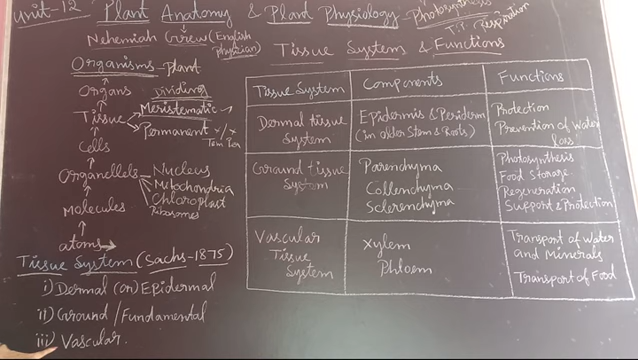 Unit-12 Plant Anatomy & Plant Physiology - Photosynthesis
Respiration
Nehemiah Grew (English physician)
Tissue System & Functions
Organisms - Plant
Organs
Dividing
Tissue
Meristematic
Permanent
Cells
Organellels
Nucleus
Mitochondria
Chloroplast
Ribosomes
Molecules
atoms
Tissue System (Sachs-1875)
i) Dermal (or) Epidermal
ii) Ground / Fundamental
iii) Vascular.
Tissue System Components Functions
Dermal tissue System
Epidermis & Periderm
(in older Stem & Roots)
Protection
Prevention of Water loss
Ground tissue System
Parenchyma
Collenchyma
Sclerenchyma
Photosynthesis
Food Storage
Regeneration
Support & Protection
Vascular
Tissue
System
Xylem
Phloem
Transport of Water
and Minerals
Transport of Food